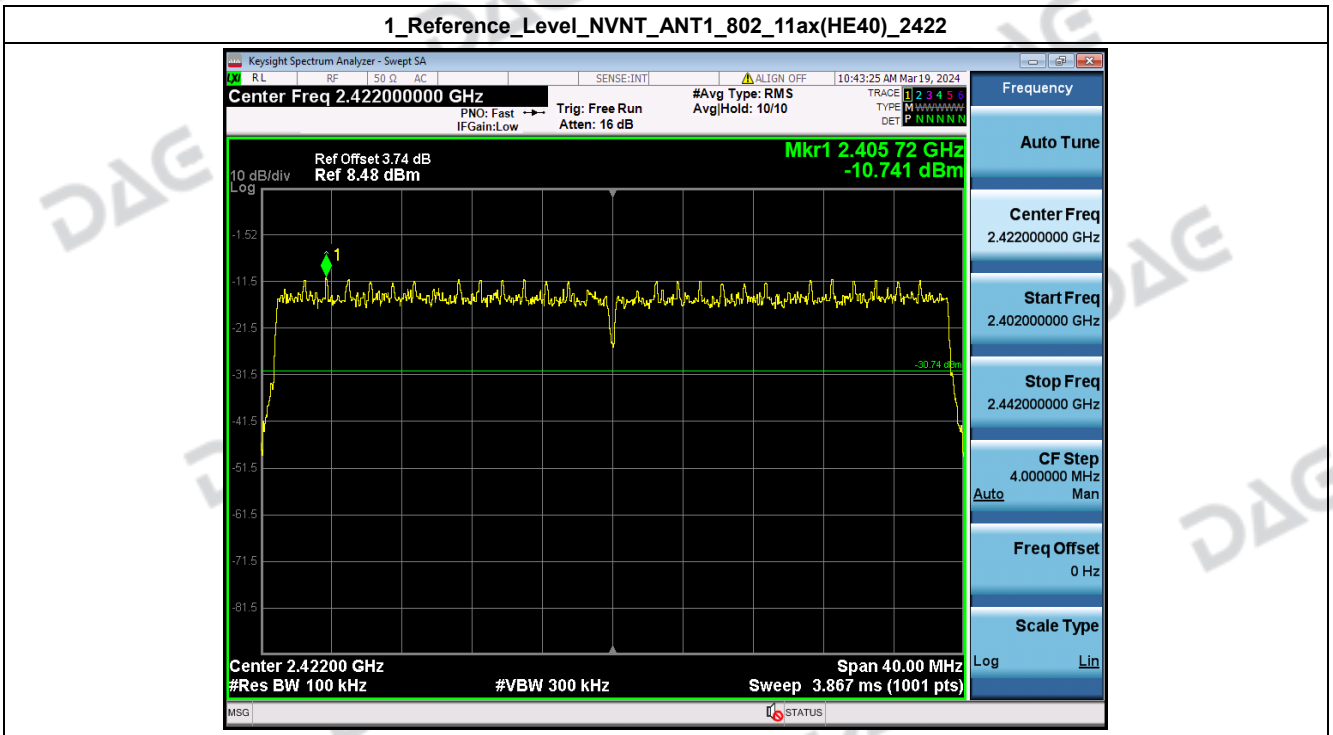 1_Reference_Level_NVNT_ANT1_802_11ax(HE40)_2422
Keysight Spectrum Analyzer - Swept SA
LXI RL RF 50 Ω AC SENSE:INT ALIGN OFF 10:43:25 AM Mar 19, 2024
Center Freq 2.422000000 GHz
PNO: Fast
IFGain:Low
Trig: Free Run
Atten: 16 dB
#Avg Type: RMS
Avg|Hold: 10/10
TRACE 1 2 3 4 5 6
TYPE M WWWWW
DET P N N N N N
Mkr1 2.405 72 GHz
-10.741 dBm
Ref Offset 3.74 dB
10 dB/div Ref 8.48 dBm
Log
-1.52
-11.5
-21.5
-31.5
-41.5
-51.5
-61.5
-71.5
-81.5
1
-30.74 dBm
Center 2.42200 GHz Span 40.00 MHz
#Res BW 100 kHz #VBW 300 kHz Sweep 3.867 ms (1001 pts)
MSG STATUS
Frequency
Auto Tune
Center Freq
2.422000000 GHz
Start Freq
2.402000000 GHz
Stop Freq
2.442000000 GHz
CF Step
4.000000 MHz
Auto Man
Freq Offset
0 Hz
Scale Type
Log Lin
DAG
DAG
DAG